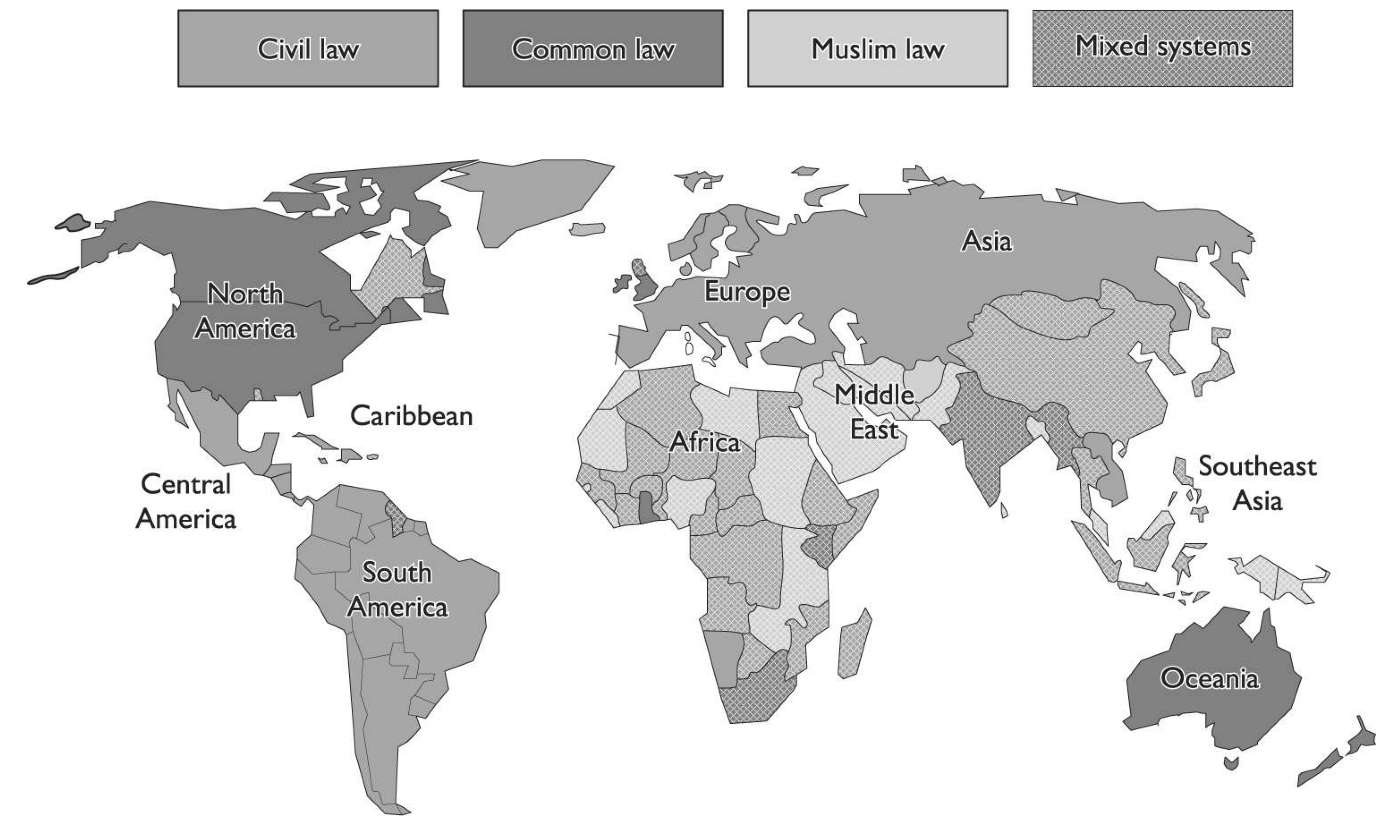 Civil law
Common law
Muslim law
Mixed systems
Asia
Europe
North
America
Middle
East
Caribbean
Africa
Southeast
Asia
Central
America
South
America
Oceania